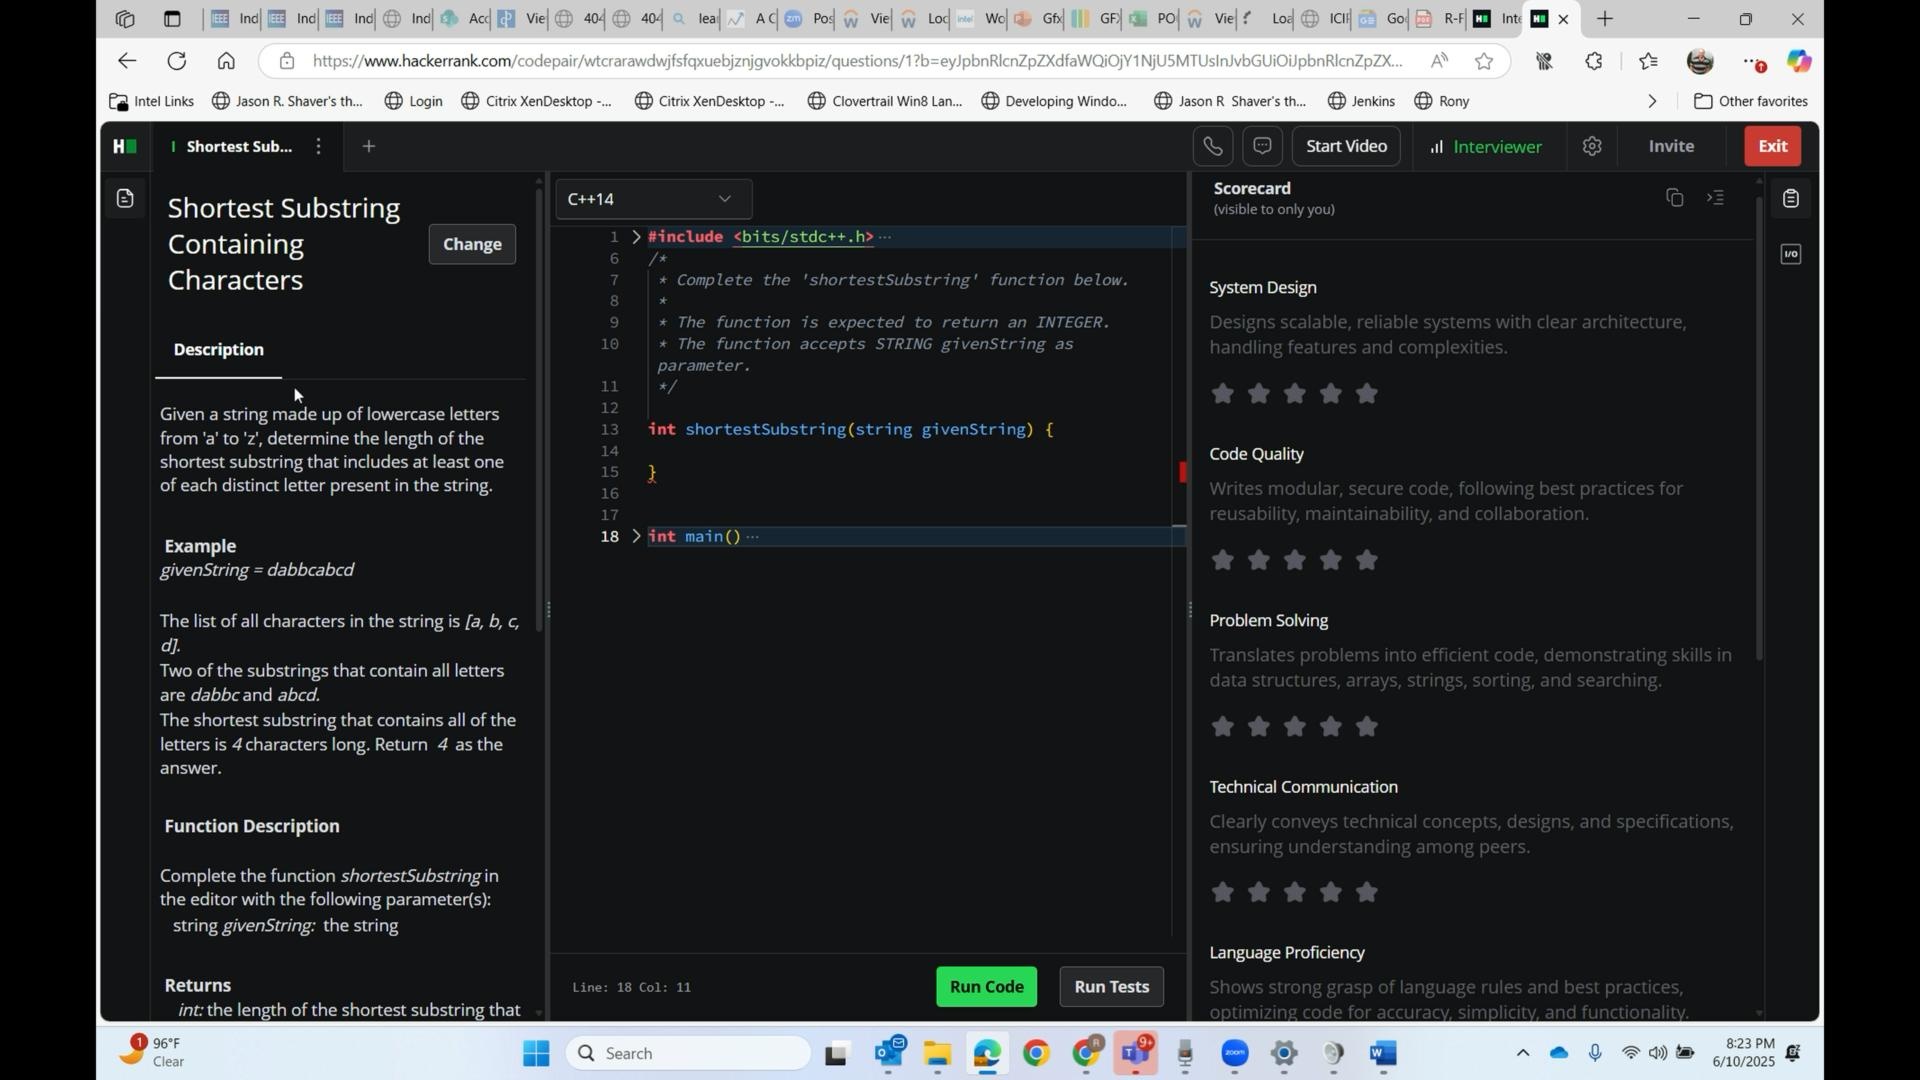 Ind
Ind
Ind
Ind
Acc
Vie
404
404
lear
A C
Pos
Vie
Loc
Wo
Gfx
GF
PO
Vie
Loa
ICII
Go
R-F
Inte
https://www.hackerrank.com/codepair/wtcrarawdwjfsfqxuebjznjgvokkbpiz/questions/1?b=eyJpbnRlcnZpZXdfaWQiOjY1NjU5MTUsInJvbGUiOiJpbnRlcnZpZX...
Intel Links
Jason R. Shaver's th...
Login
Citrix XenDesktop -...
Citrix XenDesktop -...
Clovertrail Win8 Lan...
Developing Windo...
Jason R Shaver's th...
Jenkins
Rony
Other favorites
H
I Shortest Sub...
Start Video
Interviewer
Invite
Exit
Shortest Substring
Containing
Characters
Change
Description
Given a string made up of lowercase letters
from 'a' to 'z', determine the length of the
shortest substring that includes at least one
of each distinct letter present in the string.
Example
givenString = dabbcabcd
The list of all characters in the string is [a, b, c,
d].
Two of the substrings that contain all letters
are dabbc and abcd.
The shortest substring that contains all of the
letters is 4 characters long. Return 4 as the
answer.
Function Description
Complete the function shortestSubstring in
the editor with the following parameter(s):
string givenString: the string
Returns
int: the length of the shortest substring that
C++14
1 #include <bits/stdc++.h> ...
6 /*
7 * Complete the 'shortestSubstring' function below.
8 *
9 * The function is expected to return an INTEGER.
10 * The function accepts STRING givenString as
parameter.
11 */
12
13 int shortestSubstring(string givenString) {
14
15 }
16
17
18 int main() ...
Line: 18 Col: 11
Run Code
Run Tests
Scorecard
(visible to only you)
I/O
System Design
Designs scalable, reliable systems with clear architecture,
handling features and complexities.
Code Quality
Writes modular, secure code, following best practices for
reusability, maintainability, and collaboration.
Problem Solving
Translates problems into efficient code, demonstrating skills in
data structures, arrays, strings, sorting, and searching.
Technical Communication
Clearly conveys technical concepts, designs, and specifications,
ensuring understanding among peers.
Language Proficiency
Shows strong grasp of language rules and best practices,
optimizing code for accuracy, simplicity, and functionality.
1
96°F
Clear
Search
R
9+
zoom
8:23 PM
6/10/2025